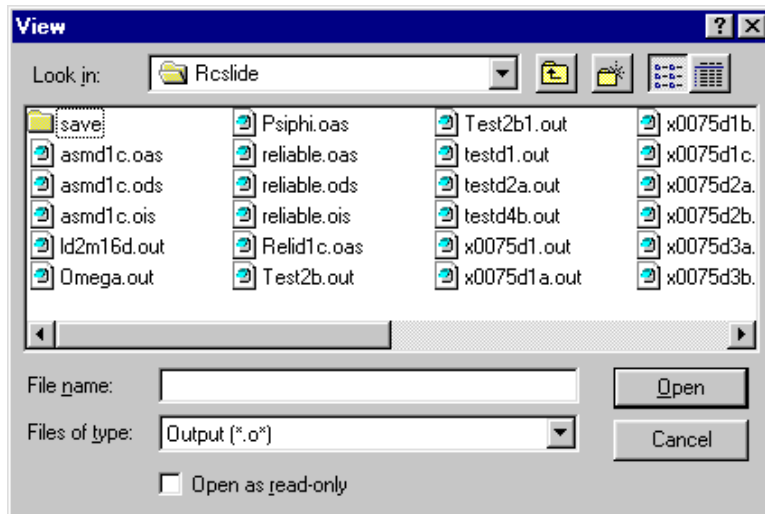 View
Look in: Rcslide
save
asmd1c.oas
asmd1c.ods
asmd1c.ois
ld2m16d.out
Omega.out
Psiphi.oas
reliable.oas
reliable.ods
reliable.ois
Relid1c.oas
Test2b.out
Test2b1.out
testd1.out
testd2a.out
testd4b.out
x0075d1.out
x0075d1a.out
x0075d1b.
x0075d1c.
x0075d2a.
x0075d2b.
x0075d3a.
x0075d3b.
File name:
Open
Files of type: Output (*.o*)
Cancel
Open as read-only